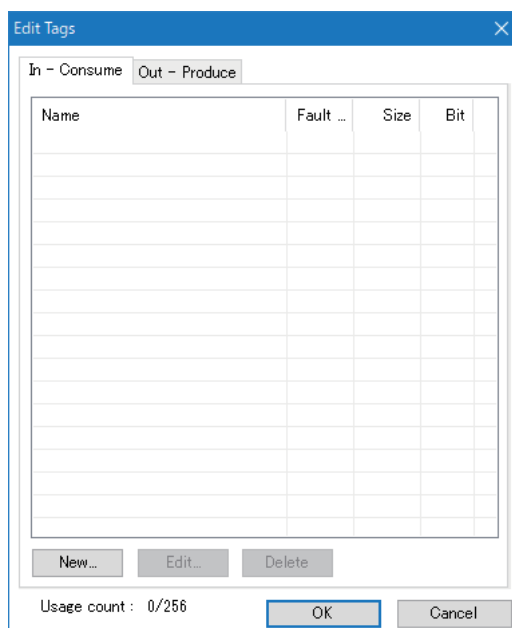 Edit Tags
In - Consume Out - Produce
Name Fault ... Size Bit
New... Edit... Delete
Usage count : 0/256
OK Cancel